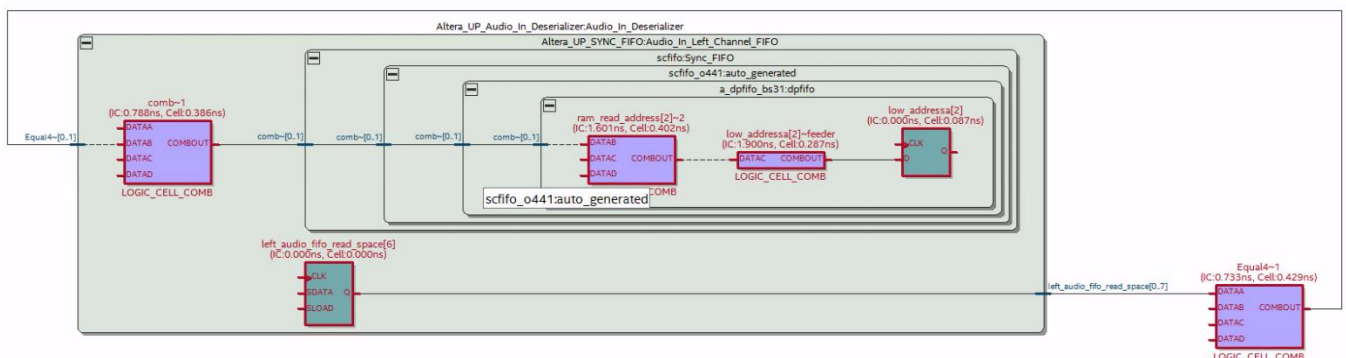 Altera_UP_Audio_In_Deserializer:Audio_In_Deserializer
Altera_UP_SYNC_FIFO:Audio_In_Left_Channel_FIFO
scfifo:Sync_FIFO
scfifo_o441:auto_generated
a_dpfifo_bs31:dpfifo
comb~1
(IC:0.788ns, Cell:0.386ns)
Equal4~[0..1]
DATAA
DATAB
DATAC
DATAD
COMBOUT
LOGIC_CELL_COMB
comb~[0..1]
comb~[0..1]
comb~[0..1]
comb~[0..1]
ram_read_address[2]~2
(IC:1.601ns, Cell:0.402ns)
DATAB
DATAC
DATAD
COMBOUT
COMB
scfifo_o441:auto_generated
low_addressa[2]~feeder
(IC:1.900ns, Cell:0.287ns)
DATAC
COMBOUT
LOGIC_CELL_COMB
low_addressa[2]
(IC:0.000ns, Cell:0.087ns)
CLK
D
Q
left_audio_fifo_read_space[6]
(IC:0.000ns, Cell:0.000ns)
CLK
SDATA
SLOAD
Q
left_audio_fifo_read_space[0..7]
Equal4~1
(IC:0.733ns, Cell:0.429ns)
DATAA
DATAB
DATAC
DATAD
COMBOUT
LOGIC_CELL_COMB